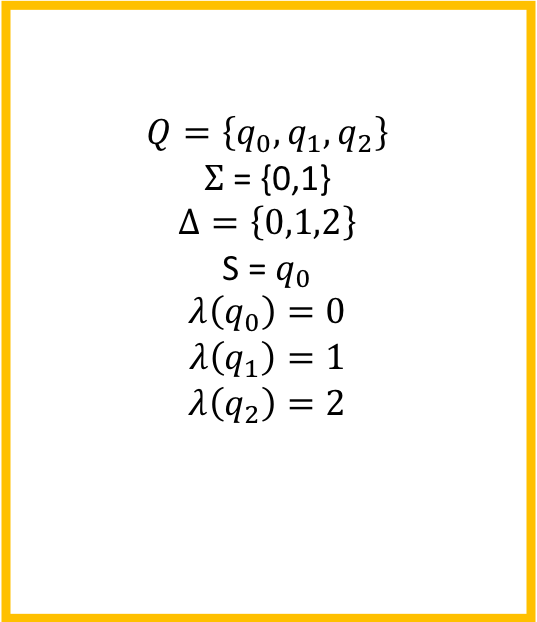 Q = {q₀, q₁, q₂}
Σ = {0,1}
Δ = {0,1,2}
S = q₀
λ(q₀) = 0
λ(q₁) = 1
λ(q₂) = 2